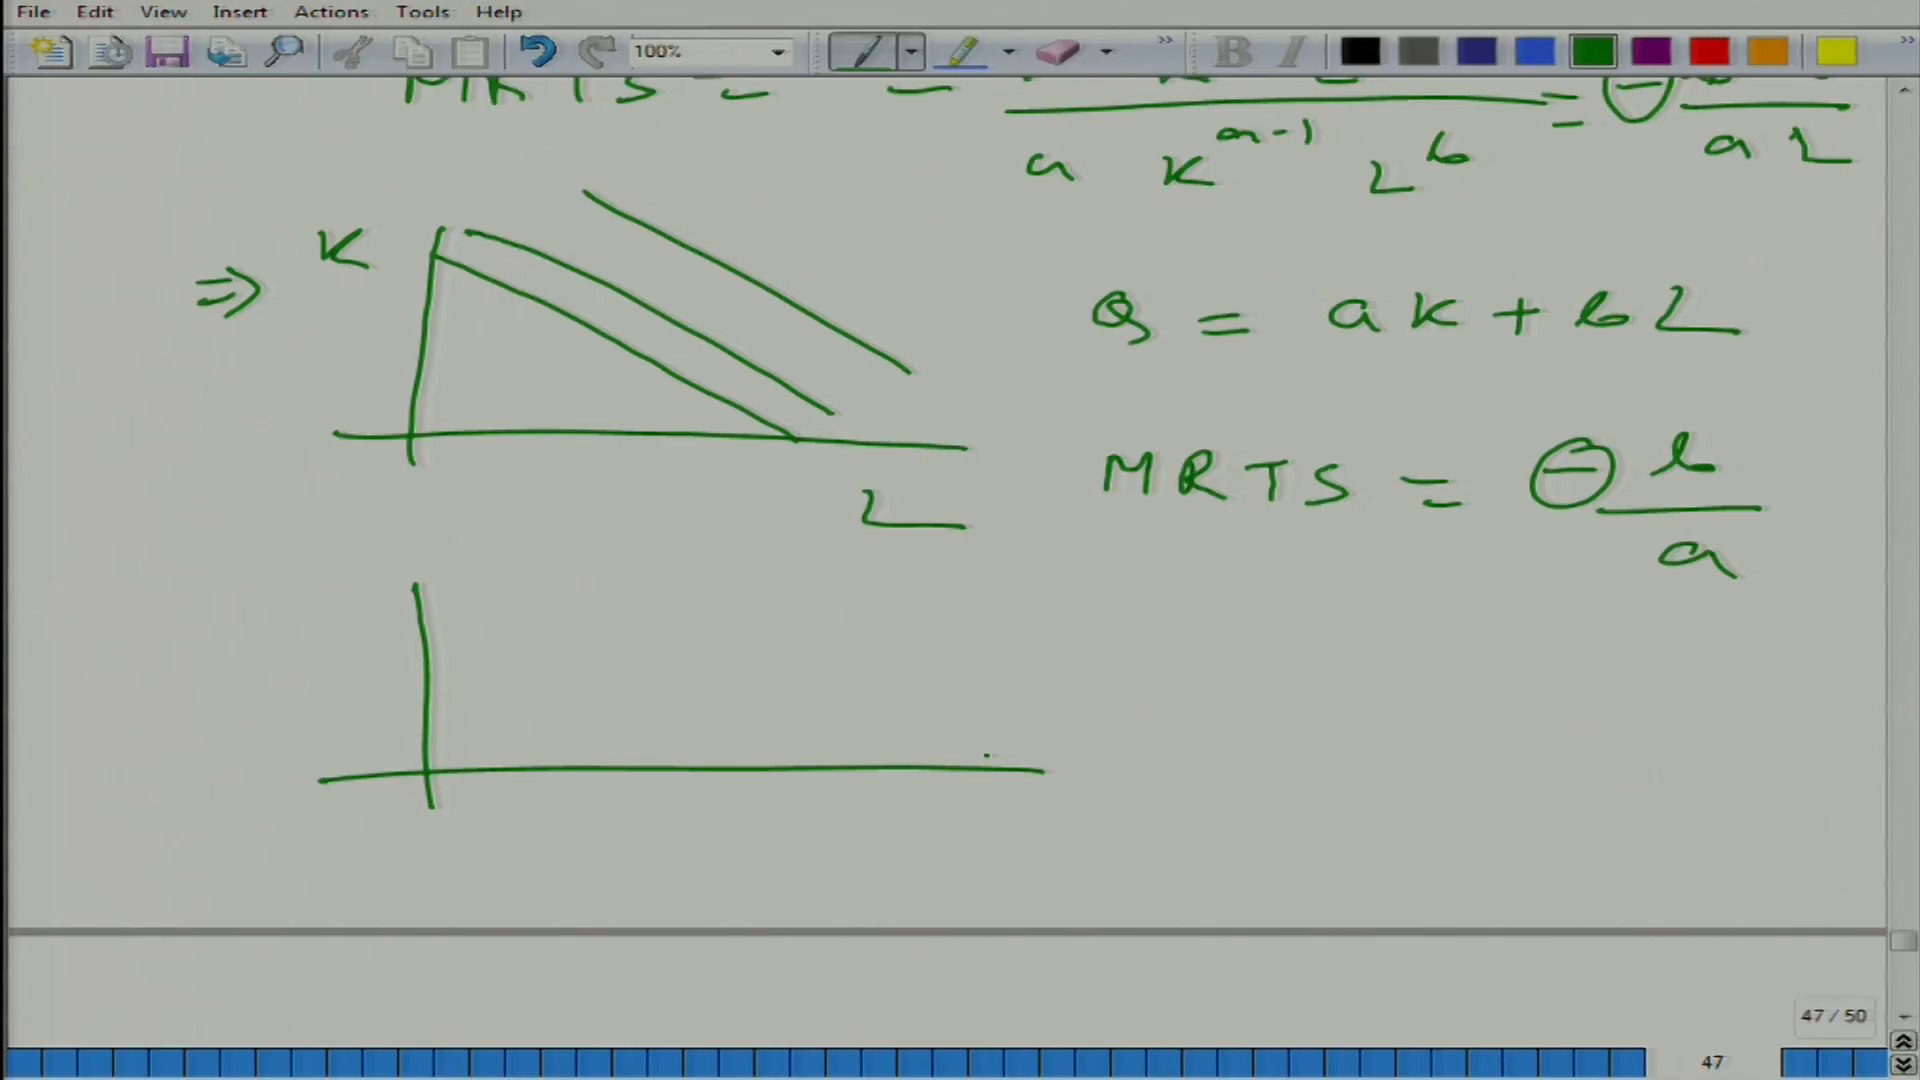 File Edit View Insert Actions Tools Help
100% B I
MRTS =
a K^{a-1} L^b = a L
K
⇒ Q = aK + bL
MRTS = ⊖ b/a
L
47 / 50
47